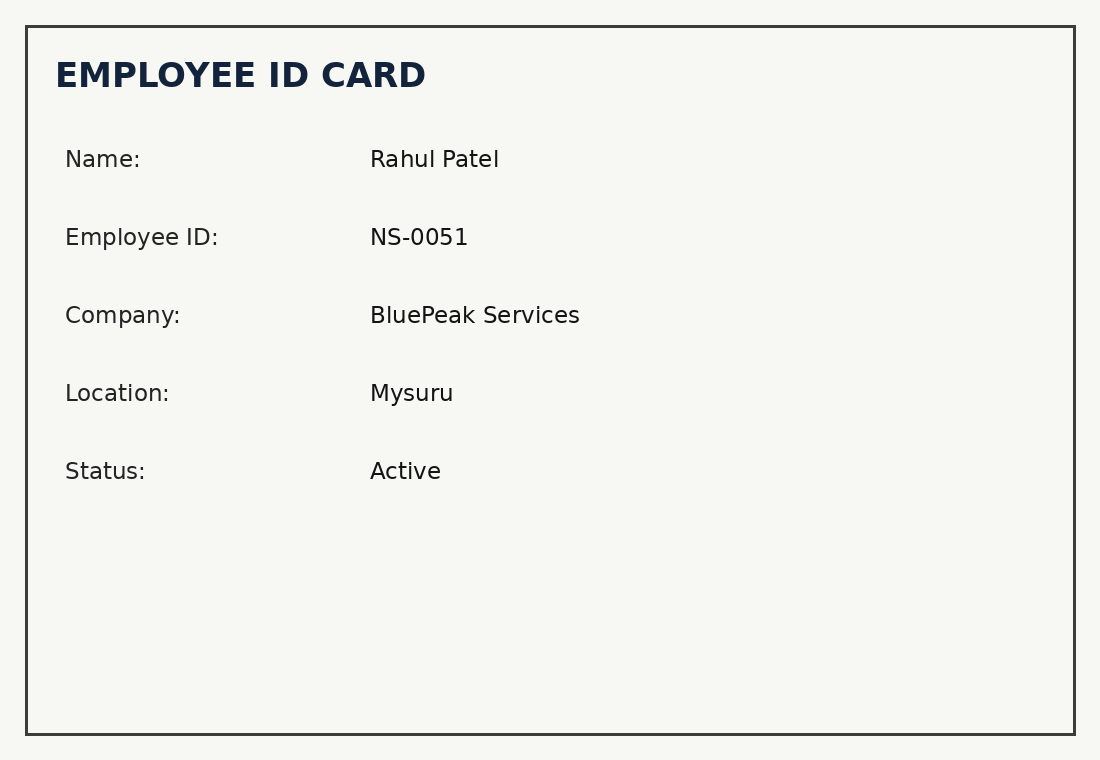 EMPLOYEE ID CARD
Name: Rahul Patel
Employee ID: NS-0051
Company: BluePeak Services
Location: Mysuru
Status: Active